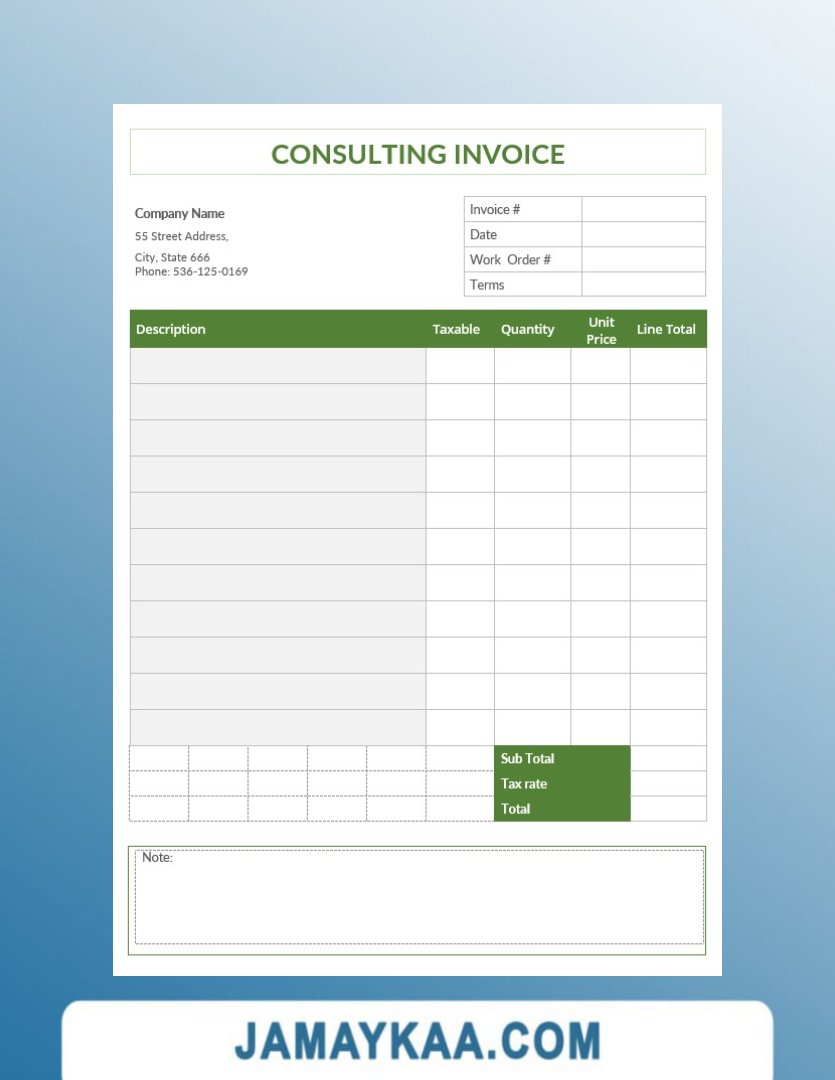 CONSULTING INVOICE
Company Name
55 Street Address,
City, State 666
Phone: 536-125-0169
Invoice #
Date
Work Order #
Terms
Description Taxable Quantity Unit Price Line Total
Sub Total
Tax rate
Total
Note:
JAMAYKAA.COM